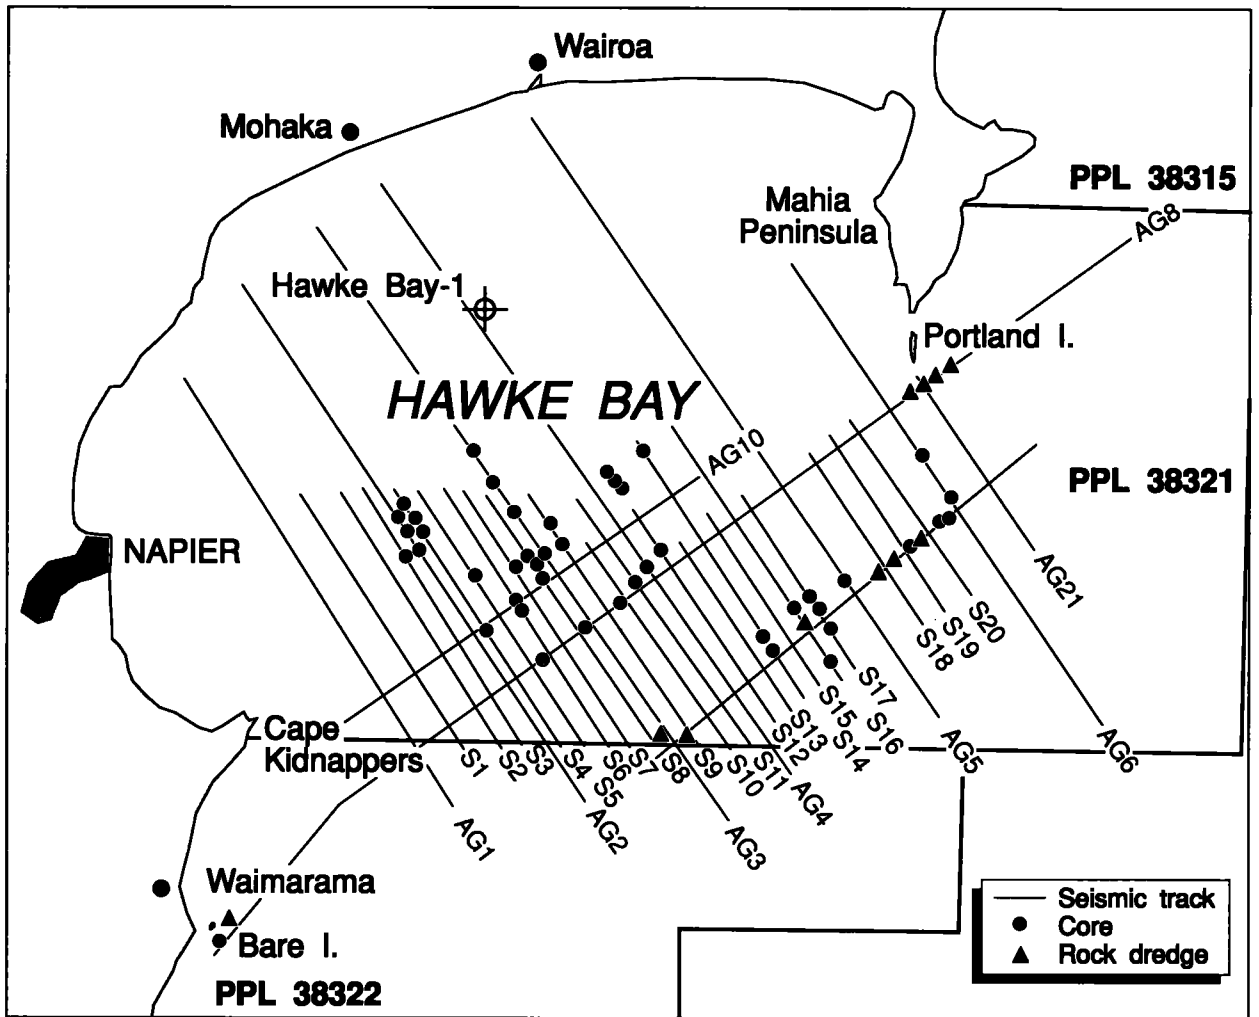 Wairoa
Mohaka
PPL 38315
Mahia
Peninsula
AG8
Hawke Bay-1
Portland I.
HAWKE BAY
AG10
PPL 38321
NAPIER
AG21
S20
S19
S18
S17
S16
S15
S14
S13
S12
S11
S10
S9
S8
S7
S6
S5
S4
S3
S2
S1
Cape
Kidnappers
AG1
AG2
AG3
AG4
AG5
AG6
Waimarama
Bare I.
PPL 38322
Seismic track
Core
Rock dredge